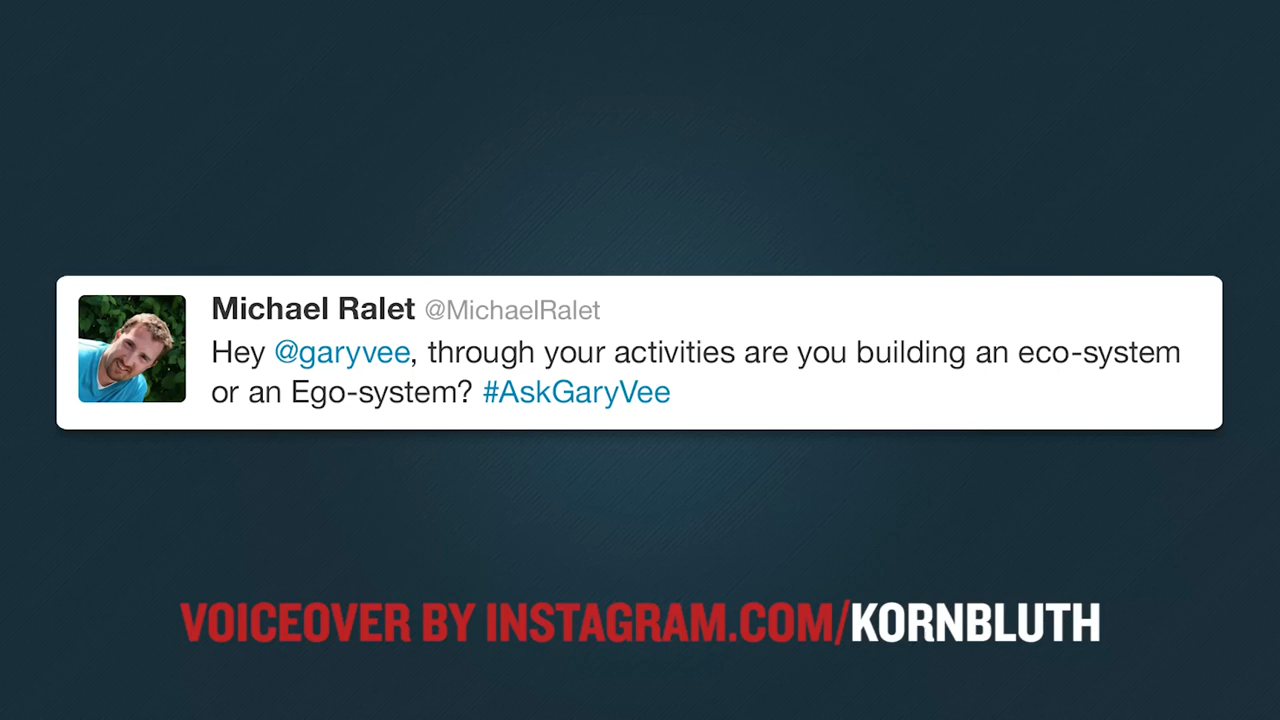 Michael Ralet @MichaelRalet
Hey @garyvee, through your activities are you building an eco-system
or an Ego-system? #AskGaryVee
VOICEOVER BY INSTAGRAM.COM/KORNBLUTH